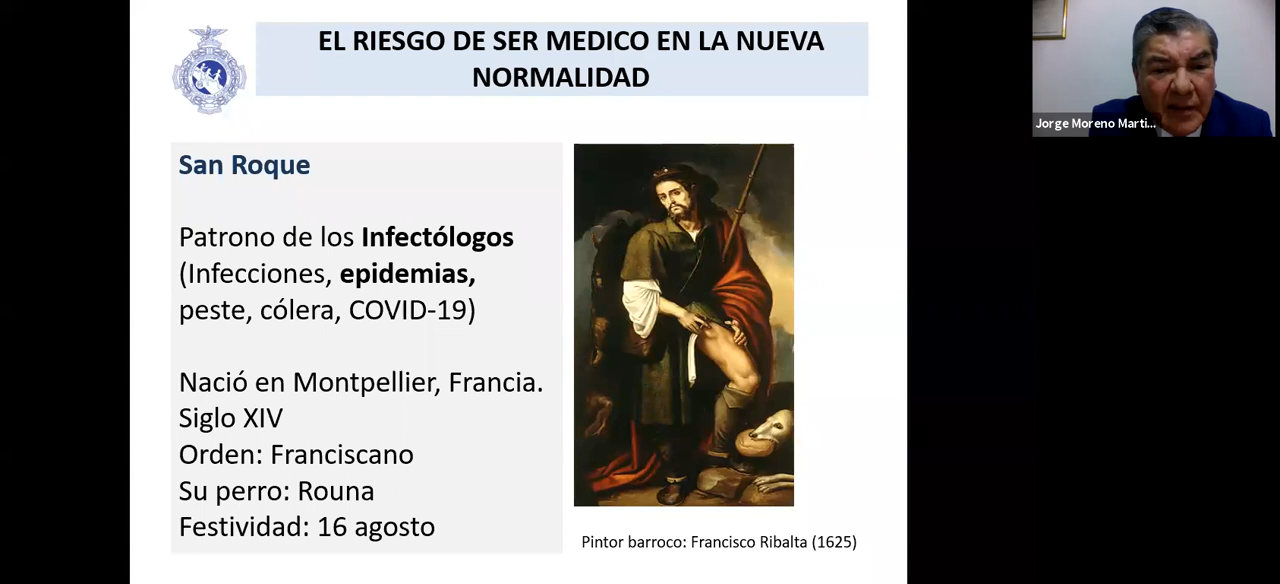 EL RIESGO DE SER MEDICO EN LA NUEVA
NORMALIDAD
Jorge Moreno Marti...
San Roque
Patrono de los Infectólogos
(Infecciones, epidemias,
peste, cólera, COVID-19)
Nació en Montpellier, Francia.
Siglo XIV
Orden: Franciscano
Su perro: Rouna
Festividad: 16 agosto
Pintor barroco: Francisco Ribalta (1625)